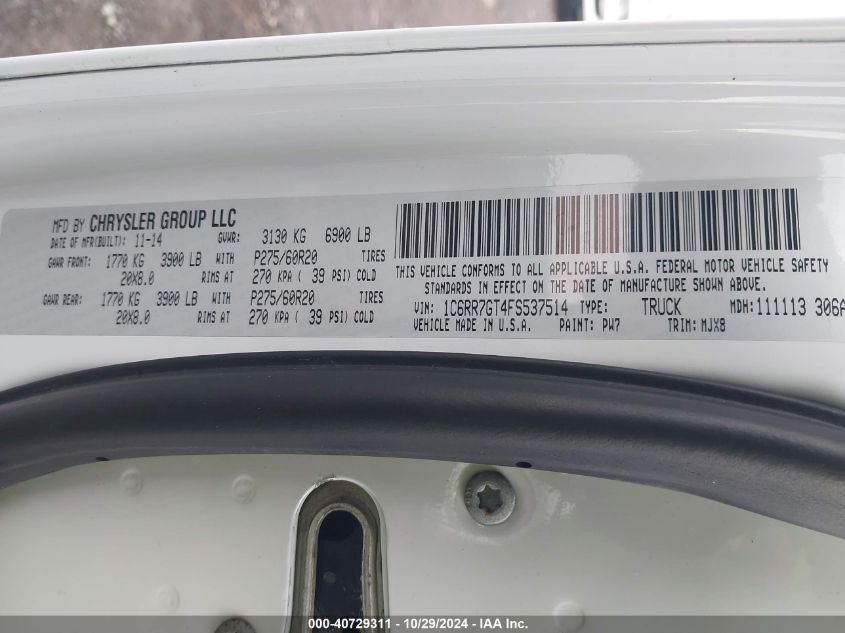 MFD BY CHRYSLER GROUP LLC
DATE OF MFR(BUILT): 11-14 GVWR: 3130 KG 6900 LB
GAWR FRONT: 1770 KG 3900 LB WITH P275/60R20 TIRES
20X8.0 RIMS AT 270 KPA ( 39 PSI) COLD
GAWR REAR: 1770 KG 3900 LB WITH P275/60R20 TIRES
20X8.0 RIMS AT 270 KPA ( 39 PSI) COLD
THIS VEHICLE CONFORMS TO ALL APPLICABLE U.S.A. FEDERAL MOTOR VEHICLE SAFETY
STANDARDS IN EFFECT ON THE DATE OF MANUFACTURE SHOWN ABOVE.
VIN: 1C6RR7GT4FS537514 TYPE: TRUCK MDH: 111113 306A
VEHICLE MADE IN U.S.A. PAINT: PW7 TRIM: MJX8
000-40729311 - 10/29/2024 - IAA Inc.